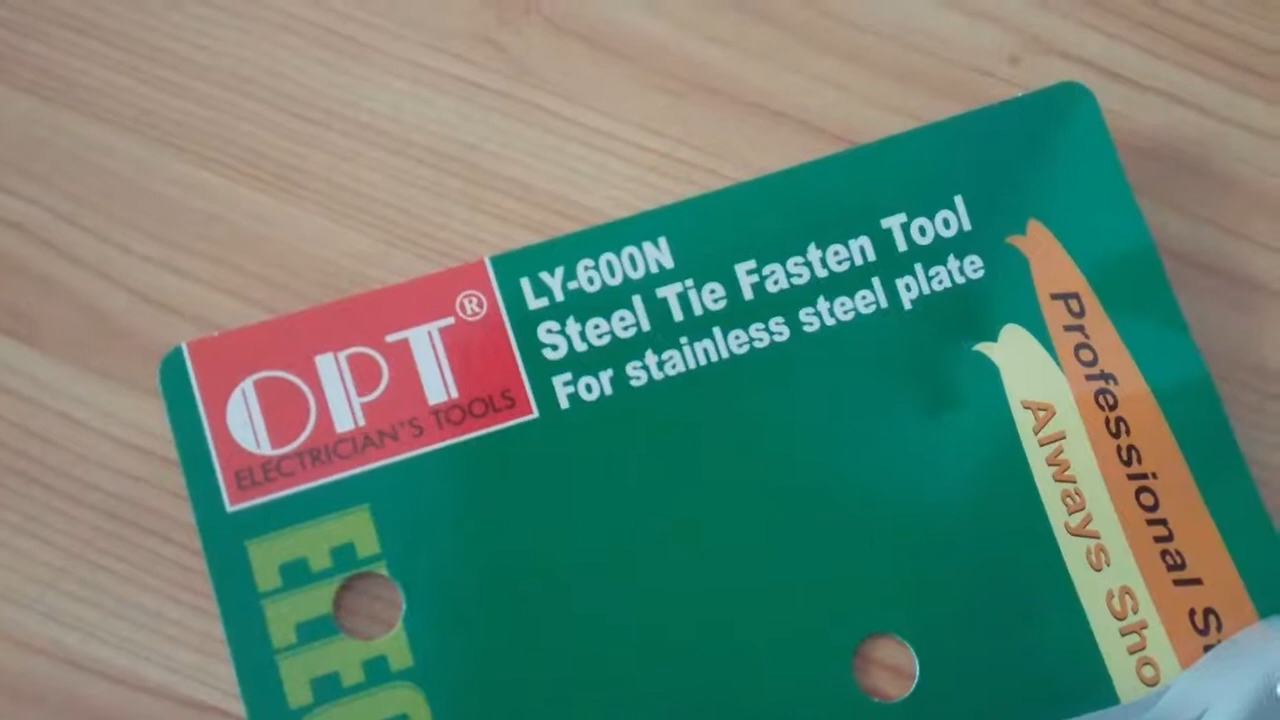 OPT®
ELECTRICIAN'S TOOLS
LY-600N
Steel Tie Fasten Tool
For stainless steel plate
Professional
Always